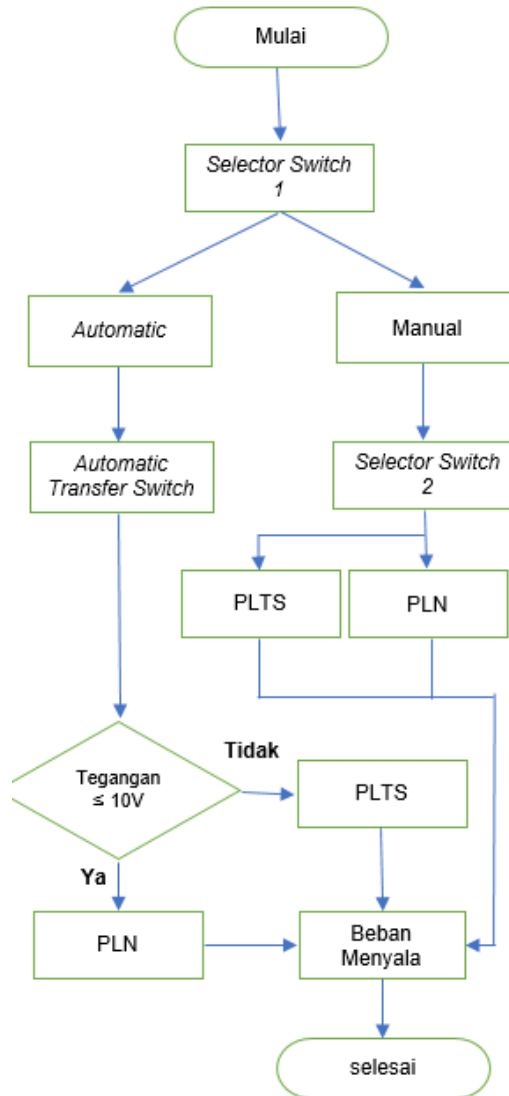 Mulai
Selector Switch
1
Automatic
Manual
Automatic
Transfer Switch
Selector Switch
2
PLTS
PLN
Tegangan
≤ 10V
Tidak
PLTS
Ya
PLN
Beban
Menyala
selesai